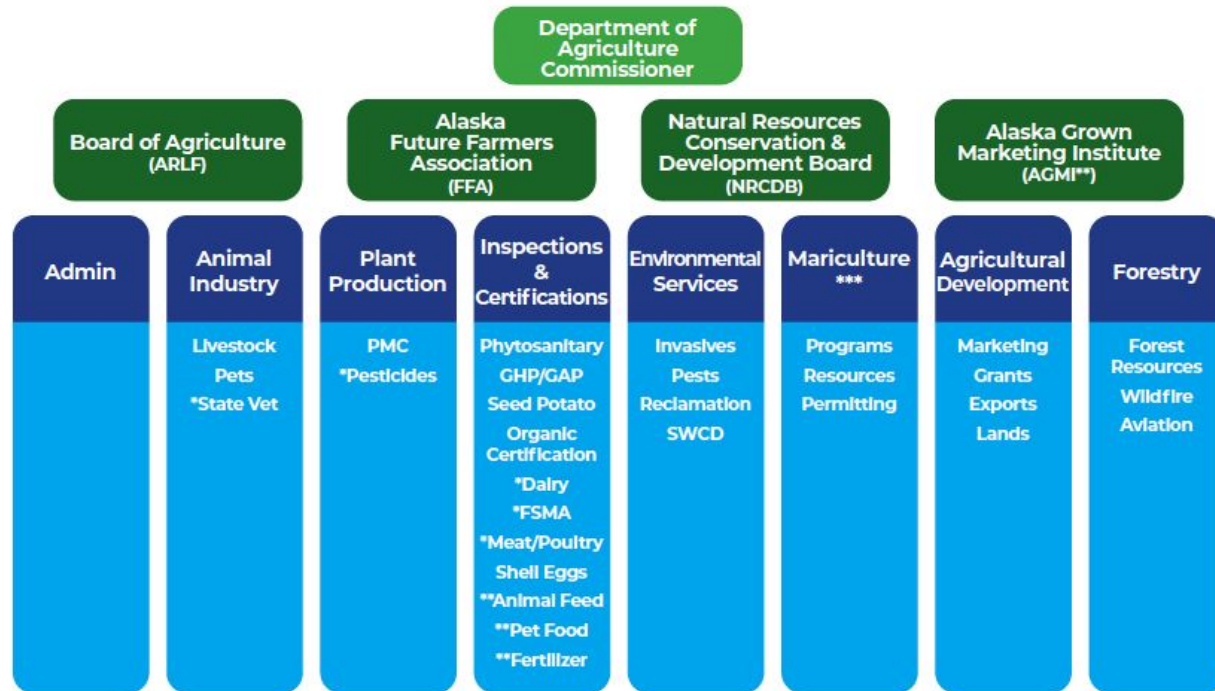 Department of
Agriculture
Commissioner
Board of Agriculture
(ARLF)
Alaska
Future Farmers
Association
(FFA)
Natural Resources
Conservation &
Development Board
(NRCDB)
Alaska Grown
Marketing Institute
(AGMI**)
Admin
Animal
Industry
Livestock
Pets
*State Vet
Plant
Production
PMC
*Pesticides
Inspections
&
Certifications
Phytosanitary
GHP/GAP
Seed Potato
Organic
Certification
*Dairy
*FSMA
*Meat/Poultry
Shell Eggs
**Animal Feed
**Pet Food
**Fertilizer
Environmental
Services
Invasives
Pests
Reclamation
SWCD
Mariculture
***
Programs
Resources
Permitting
Agricultural
Development
Marketing
Grants
Exports
Lands
Forestry
Forest
Resources
Wildfire
Aviation